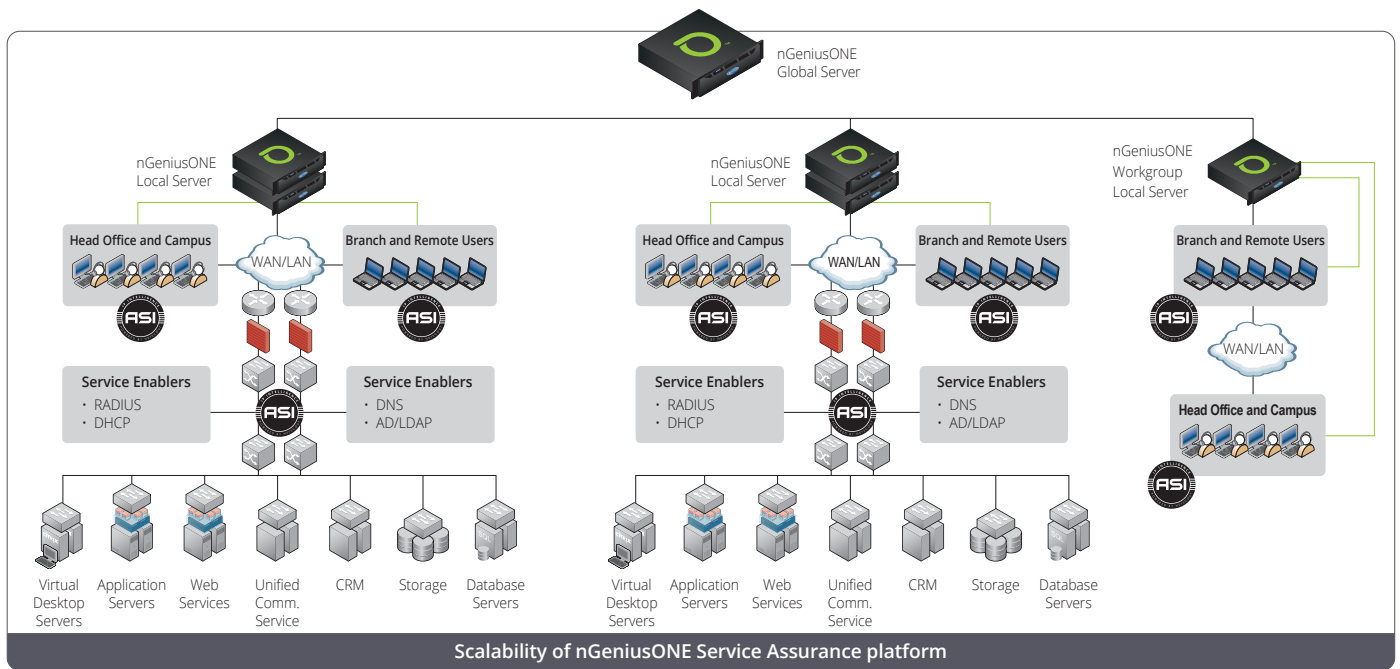 nGeniusONE
Global Server
nGeniusONE
Local Server
Head Office and Campus
WAN/LAN
Branch and Remote Users
ASI
ASI
Service Enablers
• RADIUS
• DHCP
ASI
Service Enablers
• DNS
• AD/LDAP
Virtual
Desktop
Servers
Application
Servers
Web
Services
Unified
Comm.
Service
CRM
Storage
Database
Servers
nGeniusONE
Local Server
Head Office and Campus
WAN/LAN
Branch and Remote Users
ASI
ASI
Service Enablers
• RADIUS
• DHCP
ASI
Service Enablers
• DNS
• AD/LDAP
Virtual
Desktop
Servers
Application
Servers
Web
Services
Unified
Comm.
Service
CRM
Storage
Database
Servers
nGeniusONE
Workgroup
Local Server
Branch and Remote Users
ASI
WAN/LAN
Head Office and Campus
ASI
Scalability of nGeniusONE Service Assurance platform